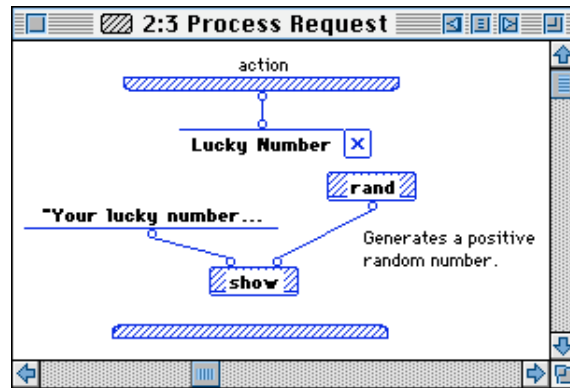 2:3 Process Request
action
Lucky Number
rand
"Your lucky number...
Generates a positive
random number.
show